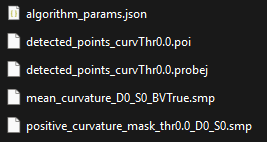 algorithm_params.json
detected_points_curvThr0.0.poi
detected_points_curvThr0.0.probej
mean_curvature_D0_S0_BVTrue.smp
positive_curvature_mask_thr0.0_D0_S0.smp